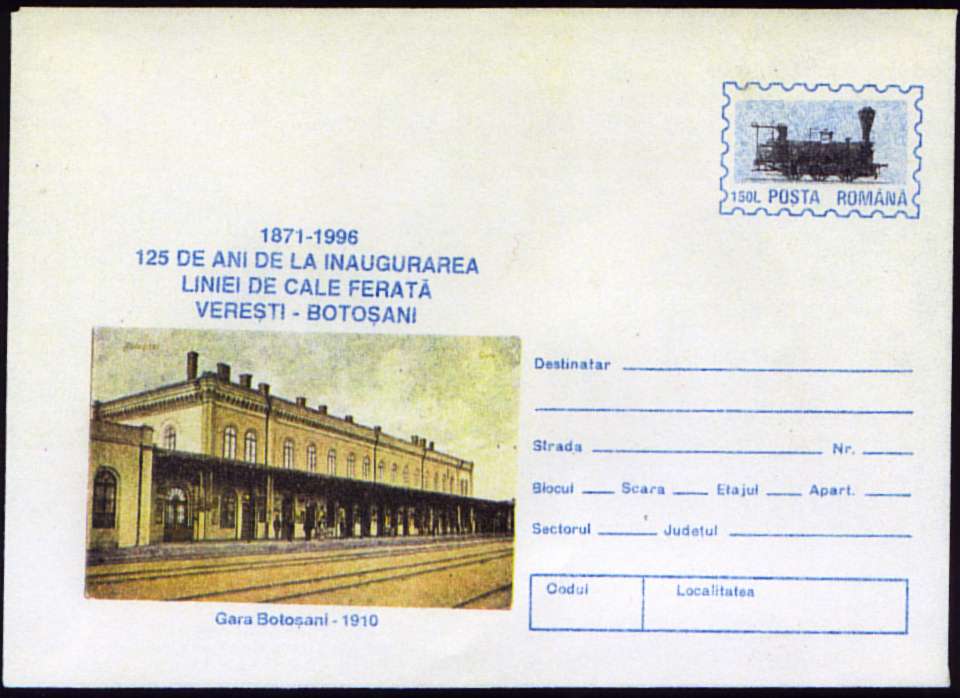 150L POȘTA ROMÂNĂ
1871-1996
125 DE ANI DE LA INAUGURAREA
LINIEI DE CALE FERATĂ
VEREȘTI - BOTOȘANI
Gara Botoșani - 1910
Destinatar
Strada Nr.
Blocul Scara Etajul Apart.
Sectorul Județul
Codul Localitatea